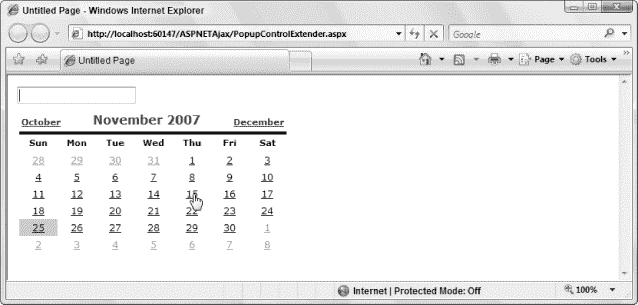 Untitled Page - Windows Internet Explorer
http://localhost:60147/ASPNETAjax/PopupControlExtender.aspx
Google
Untitled Page
Page
Tools
October November 2007 December
Sun Mon Tue Wed Thu Fri Sat
28 29 30 31 1 2 3
4 5 6 7 8 9 10
11 12 13 14 15 16 17
18 19 20 21 22 23 24
25 26 27 28 29 30 1
2 3 4 5 6 7 8
Internet | Protected Mode: Off
100%